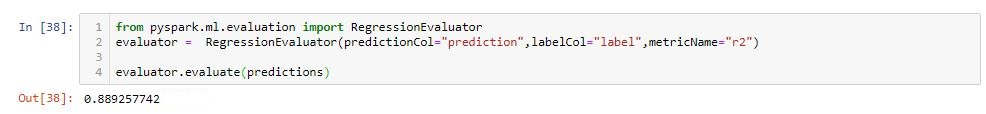 In [38]:
1 from pyspark.ml.evaluation import RegressionEvaluator
2 evaluator =  RegressionEvaluator(predictionCol="prediction",labelCol="label",metricName="r2")
3
4 evaluator.evaluate(predictions)
Out[38]: 0.889257742